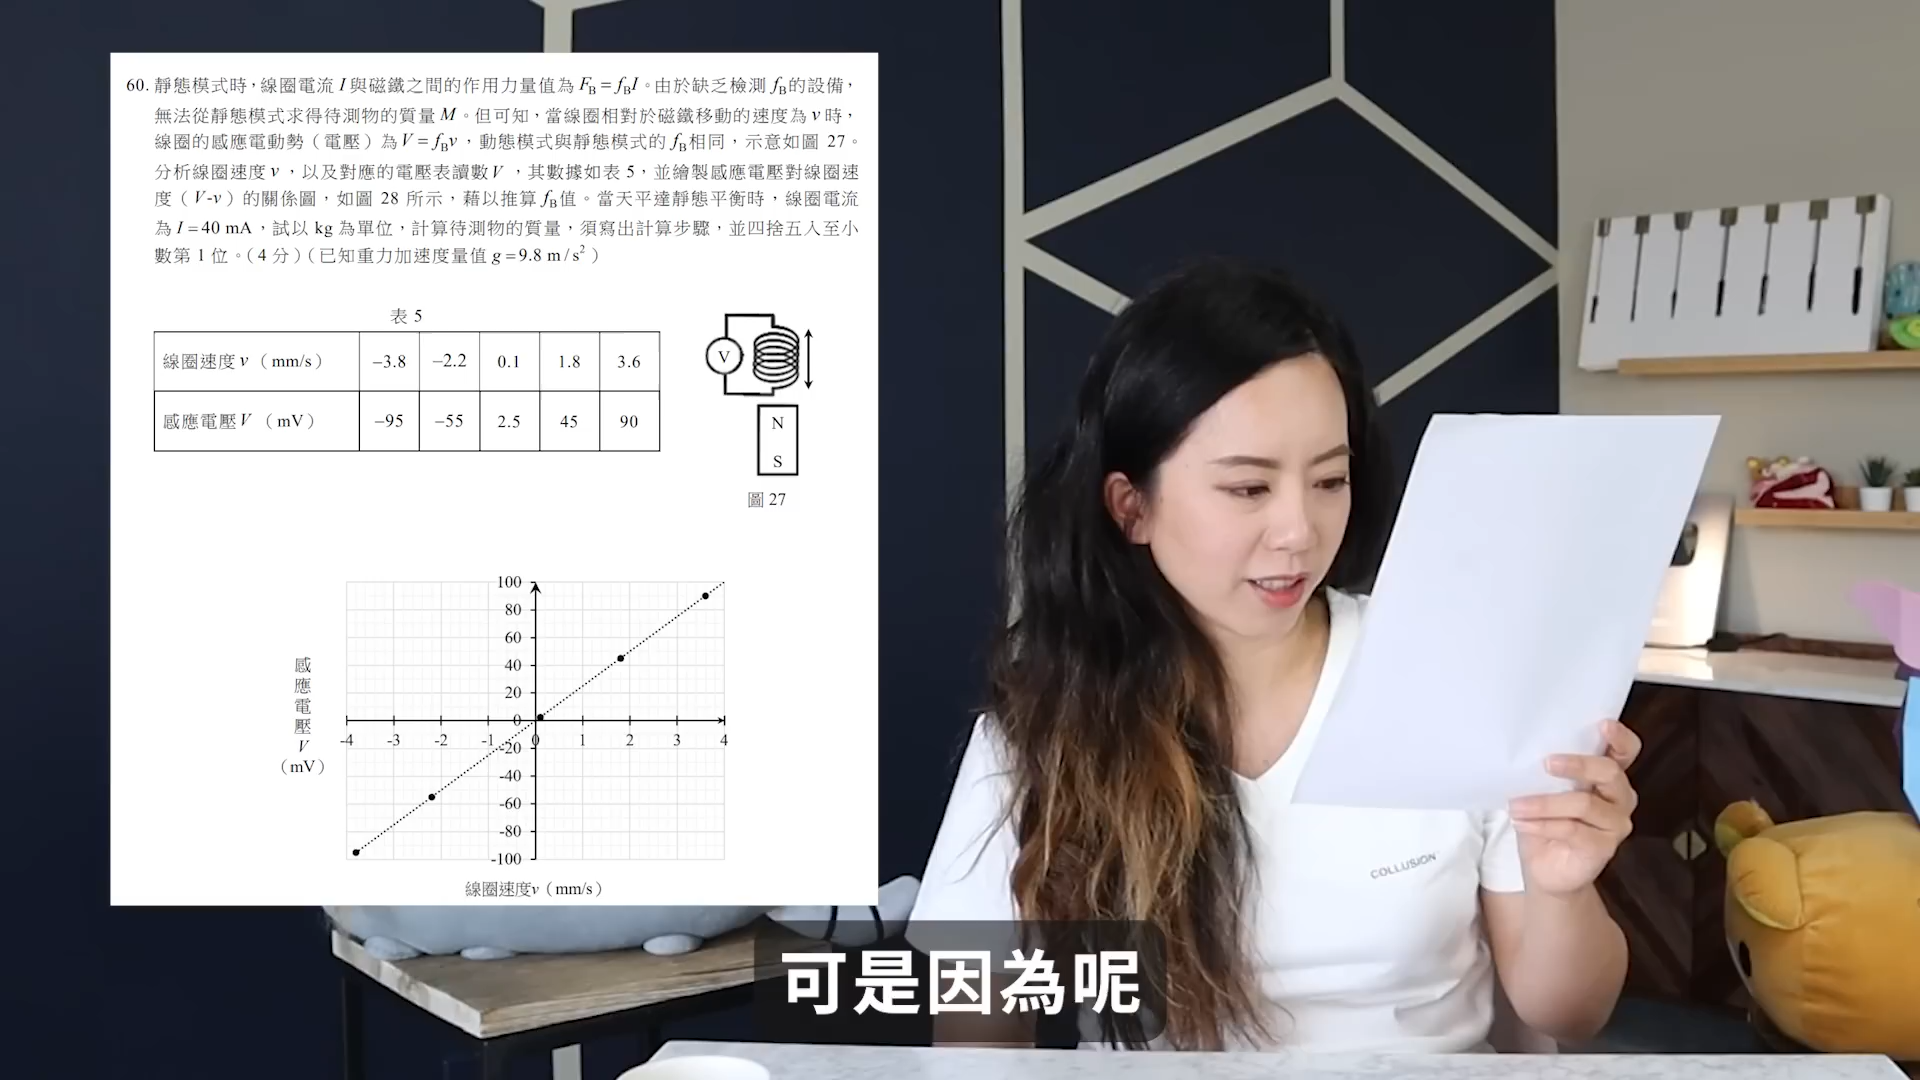 60. 靜態模式時,線圈電流 I 與磁鐵之間的作用力量值為 F_B = f_B I。由於缺乏檢測 f_B 的設備,
無法從靜態模式求得待測物的質量 M。但可知,當線圈相對於磁鐵移動的速度為 v 時,
線圈的感應電動勢(電壓)為 V = f_B v,動態模式與靜態模式的 f_B 相同,示意如圖 27。
分析線圈速度 v,以及對應的電壓表讀數 V,其數據如表 5,並繪製感應電壓對線圈速
度(V-v)的關係圖,如圖 28 所示,藉以推算 f_B 值。當天平達靜態平衡時,線圈電流
為 I = 40 mA,試以 kg 為單位,計算待測物的質量,須寫出計算步驟,並四捨五入至小
數第 1 位。(4 分)(已知重力加速度量值 g = 9.8 m/s²)
表 5
線圈速度 v(mm/s) −3.8 −2.2 0.1 1.8 3.6
感應電壓 V(mV) −95 −55 2.5 45 90
V
N
S
圖 27
感應電壓 V(mV)
100
80
60
40
20
0
-4 -3 -2 -1 0 1 2 3 4
-20
-40
-60
-80
-100
線圈速度v(mm/s)
COLLUSION
可是因為呢